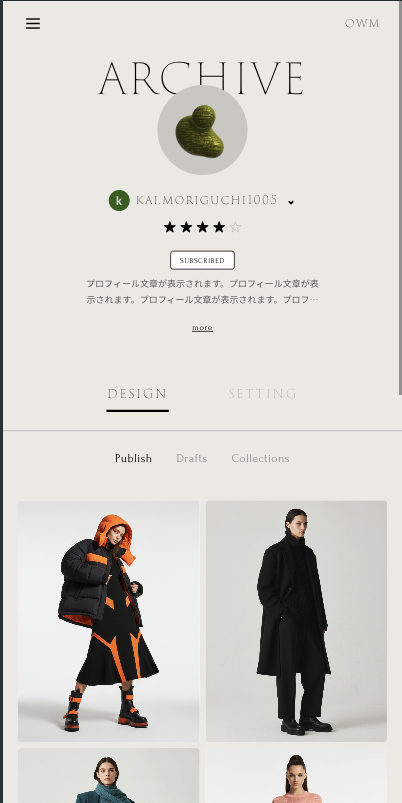 OWM
ARCHIVE
k KAI.MORIGUCHI1005
SUBSCRIBED
プロフィール文章が表示されます。プロフィール文章が表
示されます。プロフィール文章が表示されます。プロフ…
more
DESIGN SETTING
Publish Drafts Collections